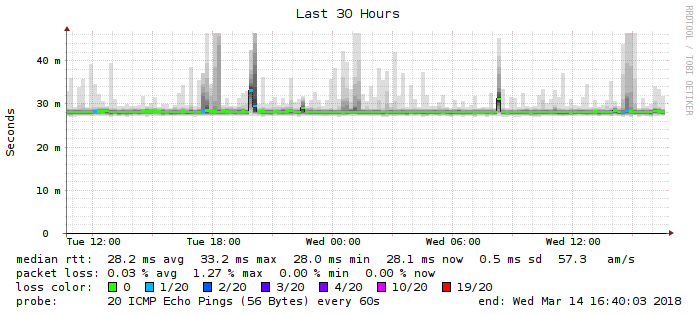 Last 30 Hours
RRDTOOL / TOBI OETIKER
Seconds
40 m
30 m
20 m
10 m
0
Tue 12:00 Tue 18:00 Wed 00:00 Wed 06:00 Wed 12:00
median rtt: 28.2 ms avg 33.2 ms max 28.0 ms min 28.1 ms now 0.5 ms sd 57.3 am/s
packet loss: 0.03 % avg 1.27 % max 0.00 % min 0.00 % now
loss color: 0 1/20 2/20 3/20 4/20 10/20 19/20
probe: 20 ICMP Echo Pings (56 Bytes) every 60s end: Wed Mar 14 16:40:03 2018